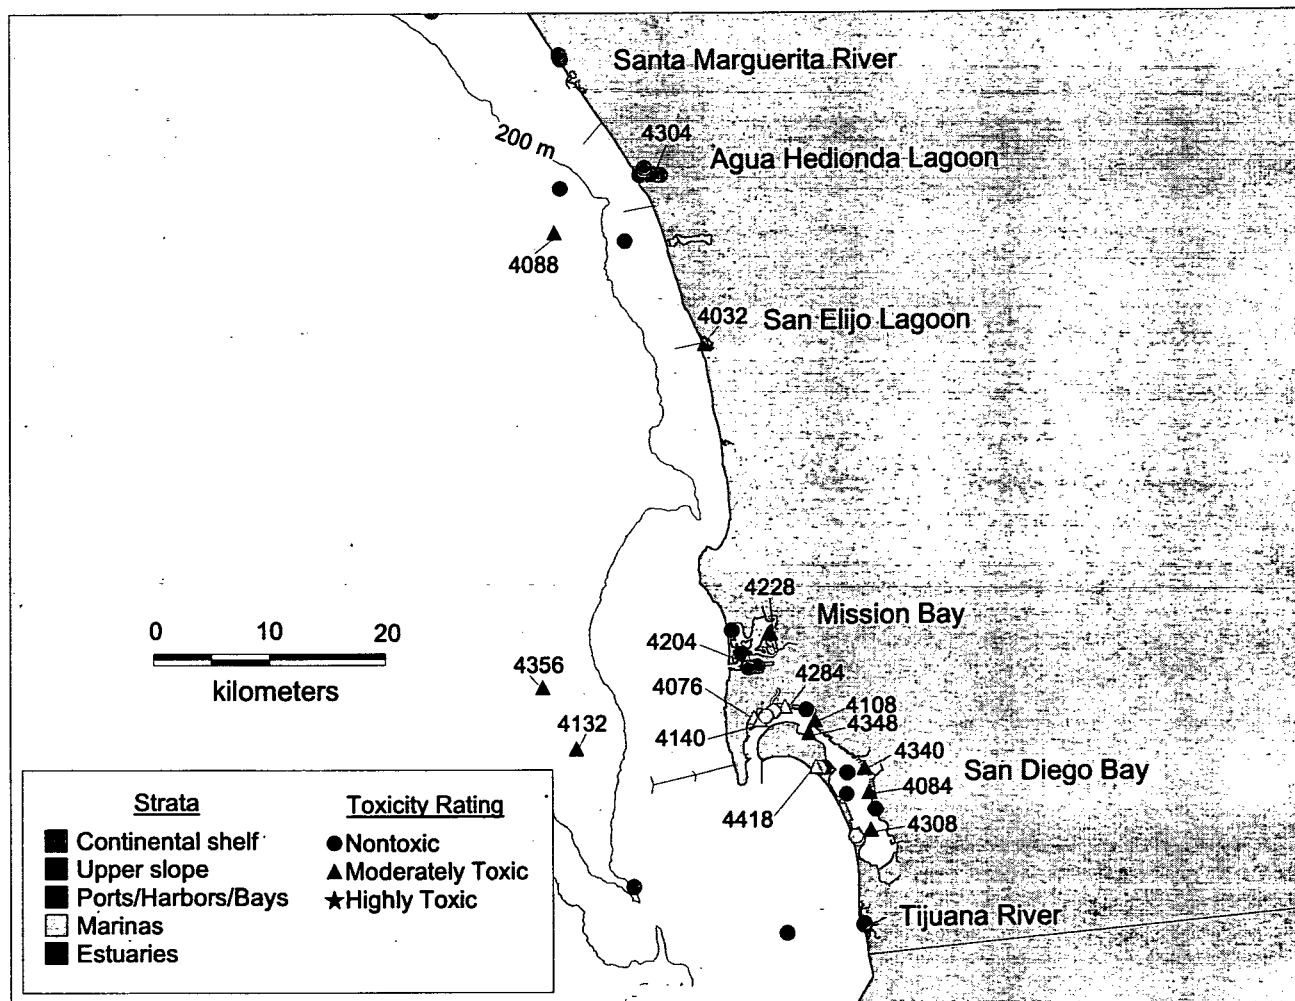 Santa Marguerita River
200 m
4304
Agua Hedionda Lagoon
4088
4032
San Elijo Lagoon
4228
Mission Bay
4204
0 10 20
kilometers
4356
4076
4284
4108
4348
4140
4132
4340
San Diego Bay
4084
4418
4308
Tijuana River
Strata
Continental shelf
Upper slope
Ports/Harbors/Bays
Marinas
Estuaries
Toxicity Rating
Nontoxic
Moderately Toxic
Highly Toxic